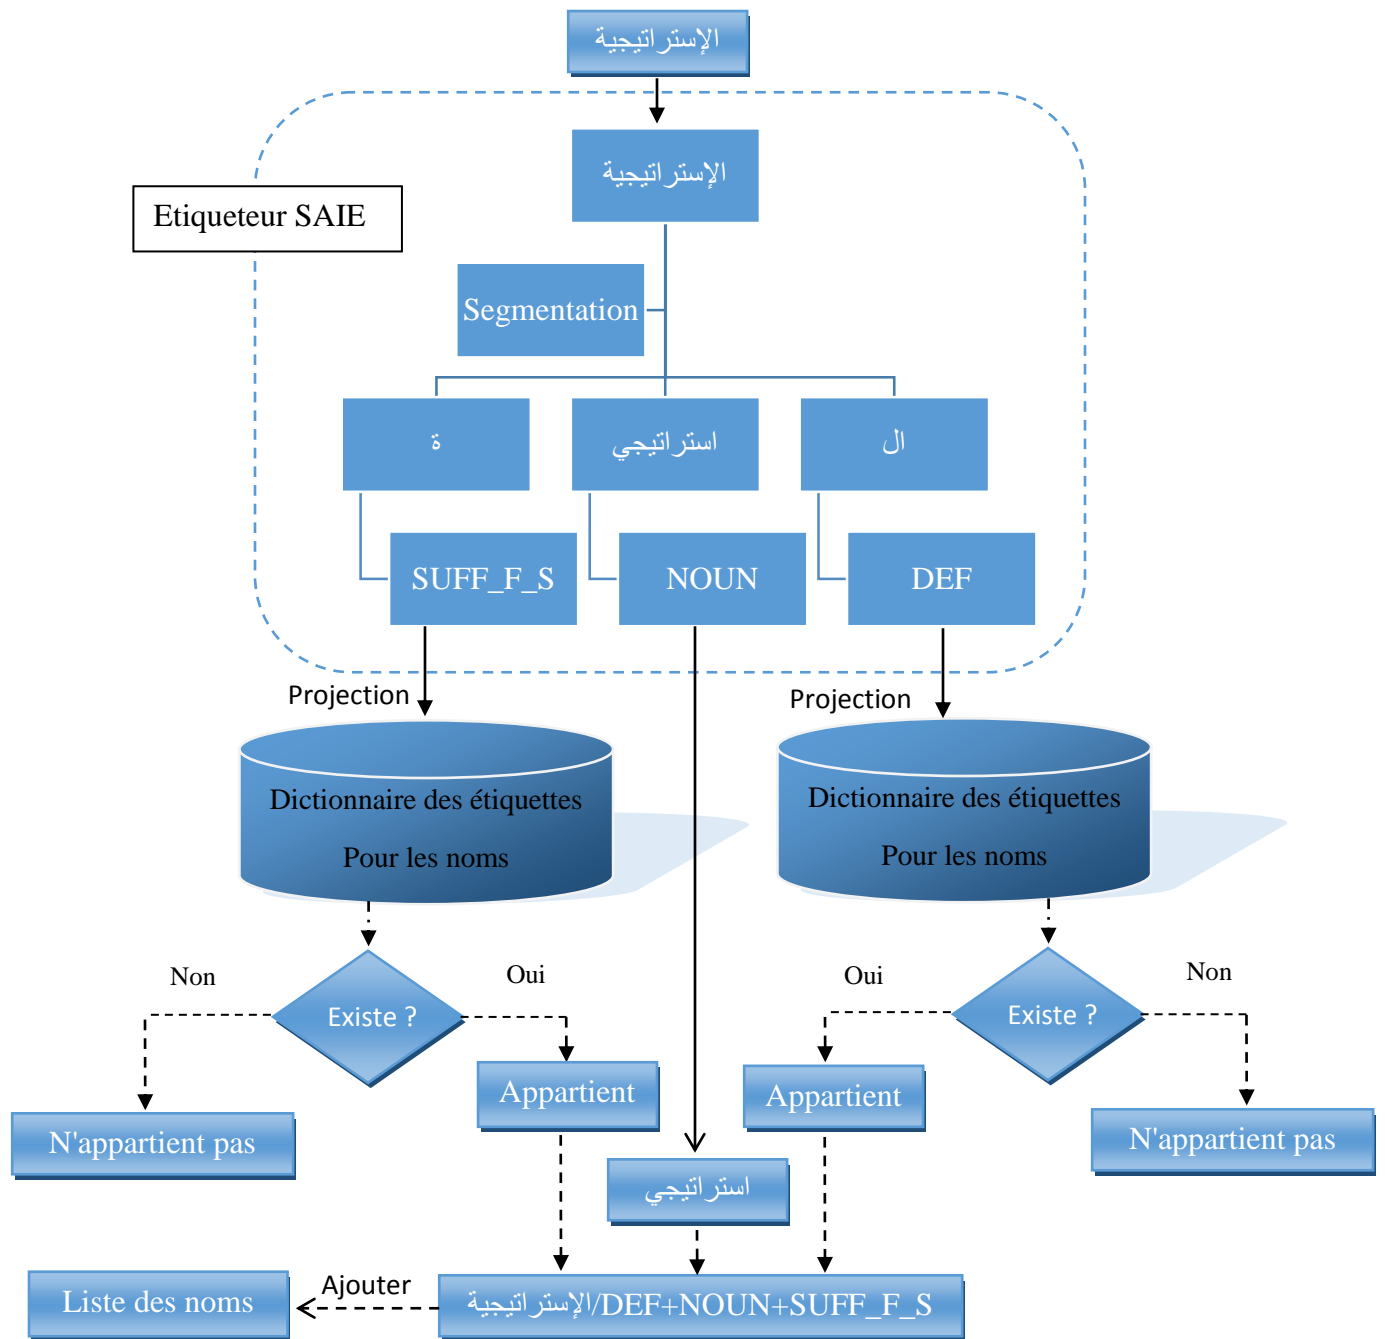 الإستراتيجية
الإستراتيجية
Etiqueteur SAIE
Segmentation
ة
استراتيجي
ال
SUFF_F_S
NOUN
DEF
Projection
Projection
Dictionnaire des étiquettes
Pour les noms
Dictionnaire des étiquettes
Pour les noms
Non
Oui
Oui
Non
Existe ?
Existe ?
Appartient
Appartient
N'appartient pas
N'appartient pas
استراتيجي
Liste des noms
Ajouter
الإستراتيجية/DEF+NOUN+SUFF_F_S